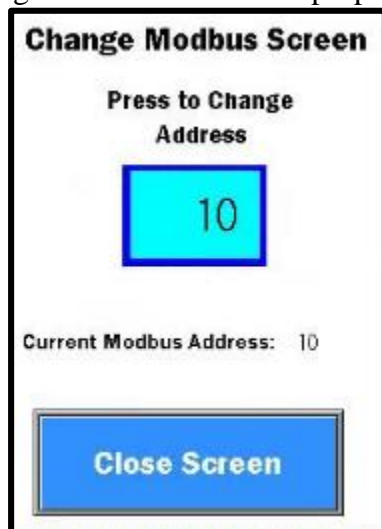 Change Modbus Screen
Press to Change
Address
10
Current Modbus Address: 10
Close Screen